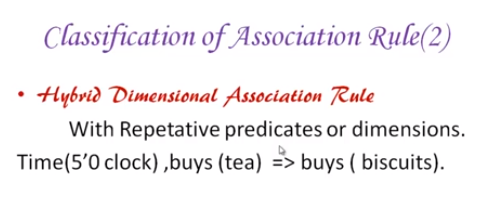 Classification of Association Rule(2)
• Hybrid Dimensional Association Rule
With Repetative predicates or dimensions.
Time(5'0 clock) ,buys (tea) => buys ( biscuits).